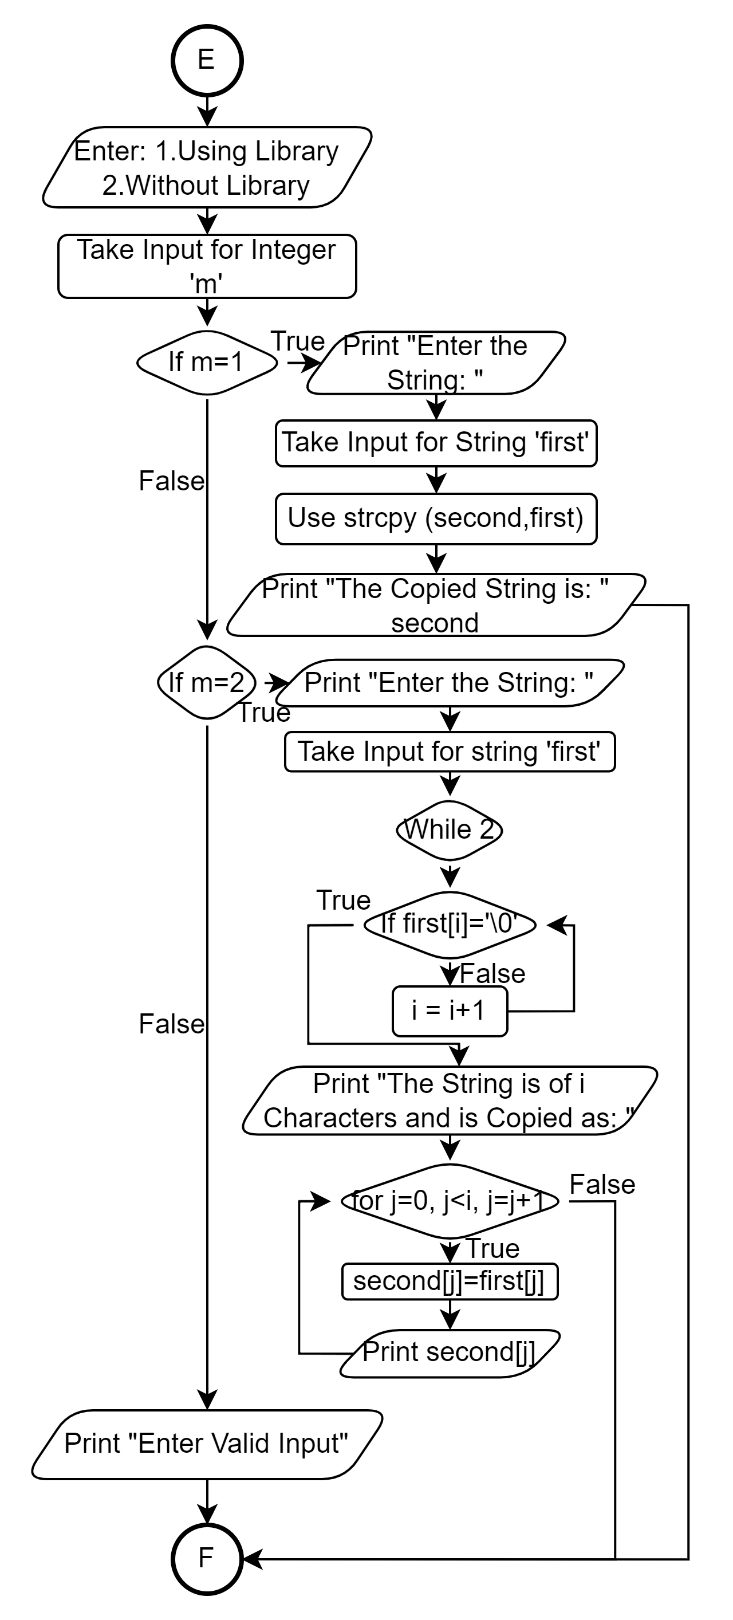 E
Enter: 1.Using Library
2.Without Library
Take Input for Integer
'm'
If m=1
True
Print "Enter the
String: "
Take Input for String 'first'
False
Use strcpy (second,first)
Print "The Copied String is: "
second
If m=2
True
Print "Enter the String: "
Take Input for string 'first'
While 2
True
If first[i]='\0'
False
i = i+1
False
Print "The String is of i
Characters and is Copied as: "
for j=0, j<i, j=j+1
False
True
second[j]=first[j]
Print second[j]
Print "Enter Valid Input"
F